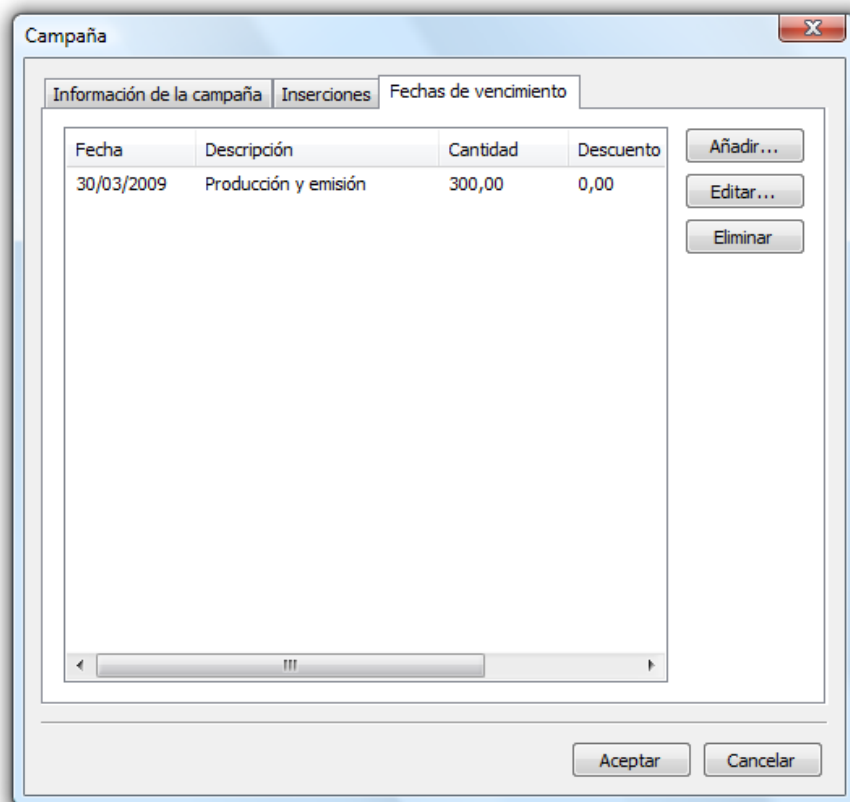 Campaña
Información de la campaña Inserciones Fechas de vencimiento
Fecha Descripción Cantidad Descuento Añadir...
30/03/2009 Producción y emisión 300,00 0,00 Editar...
Eliminar
Aceptar Cancelar